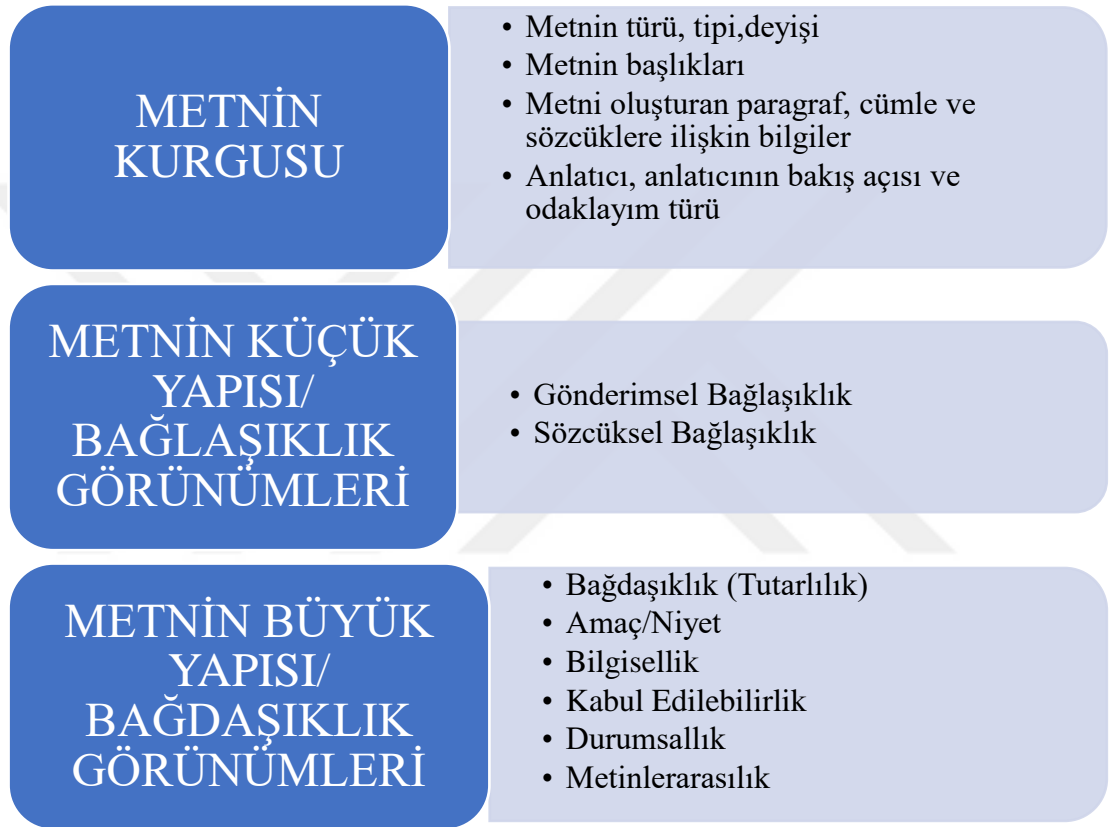 METNİN
KURGUSU
• Metnin türü, tipi,deyişi
• Metnin başlıkları
• Metni oluşturan paragraf, cümle ve
sözcüklere ilişkin bilgiler
• Anlatıcı, anlatıcının bakış açısı ve
odaklayım türü
METNİN KÜÇÜK
YAPISI/
BAĞLAŞIKLIK
GÖRÜNÜMLERİ
• Gönderimsel Bağlaşıklık
• Sözcüksel Bağlaşıklık
METNİN BÜYÜK
YAPISI/
BAĞDAŞIKLIK
GÖRÜNÜMLERİ
• Bağdaşıklık (Tutarlılık)
• Amaç/Niyet
• Bilgisellik
• Kabul Edilebilirlik
• Durumsallık
• Metinlerarasılık